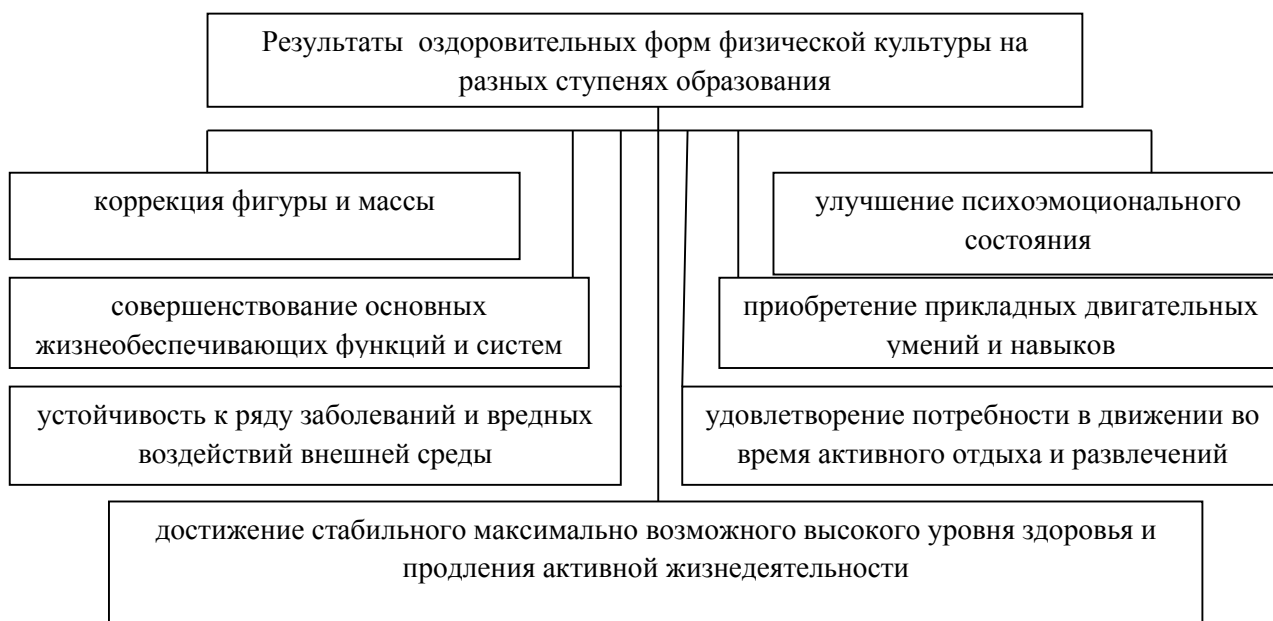 Результаты оздоровительных форм физической культуры на
разных ступенях образования
коррекция фигуры и массы
улучшение психоэмоционального
состояния
совершенствование основных
жизнеобеспечивающих функций и систем
приобретение прикладных двигательных
умений и навыков
устойчивость к ряду заболеваний и вредных
воздействий внешней среды
удовлетворение потребности в движении во
время активного отдыха и развлечений
достижение стабильного максимально возможного высокого уровня здоровья и
продления активной жизнедеятельности